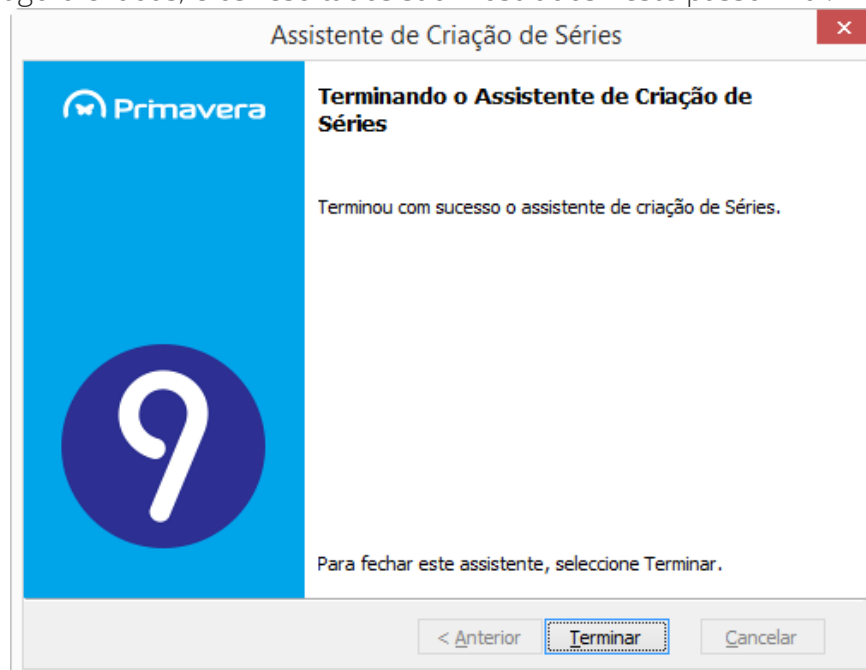 Assistente de Criação de Séries
Primavera
Terminando o Assistente de Criação de
Séries
Terminou com sucesso o assistente de criação de Séries.
9
Para fechar este assistente, seleccione Terminar.
< Anterior Terminar Cancelar